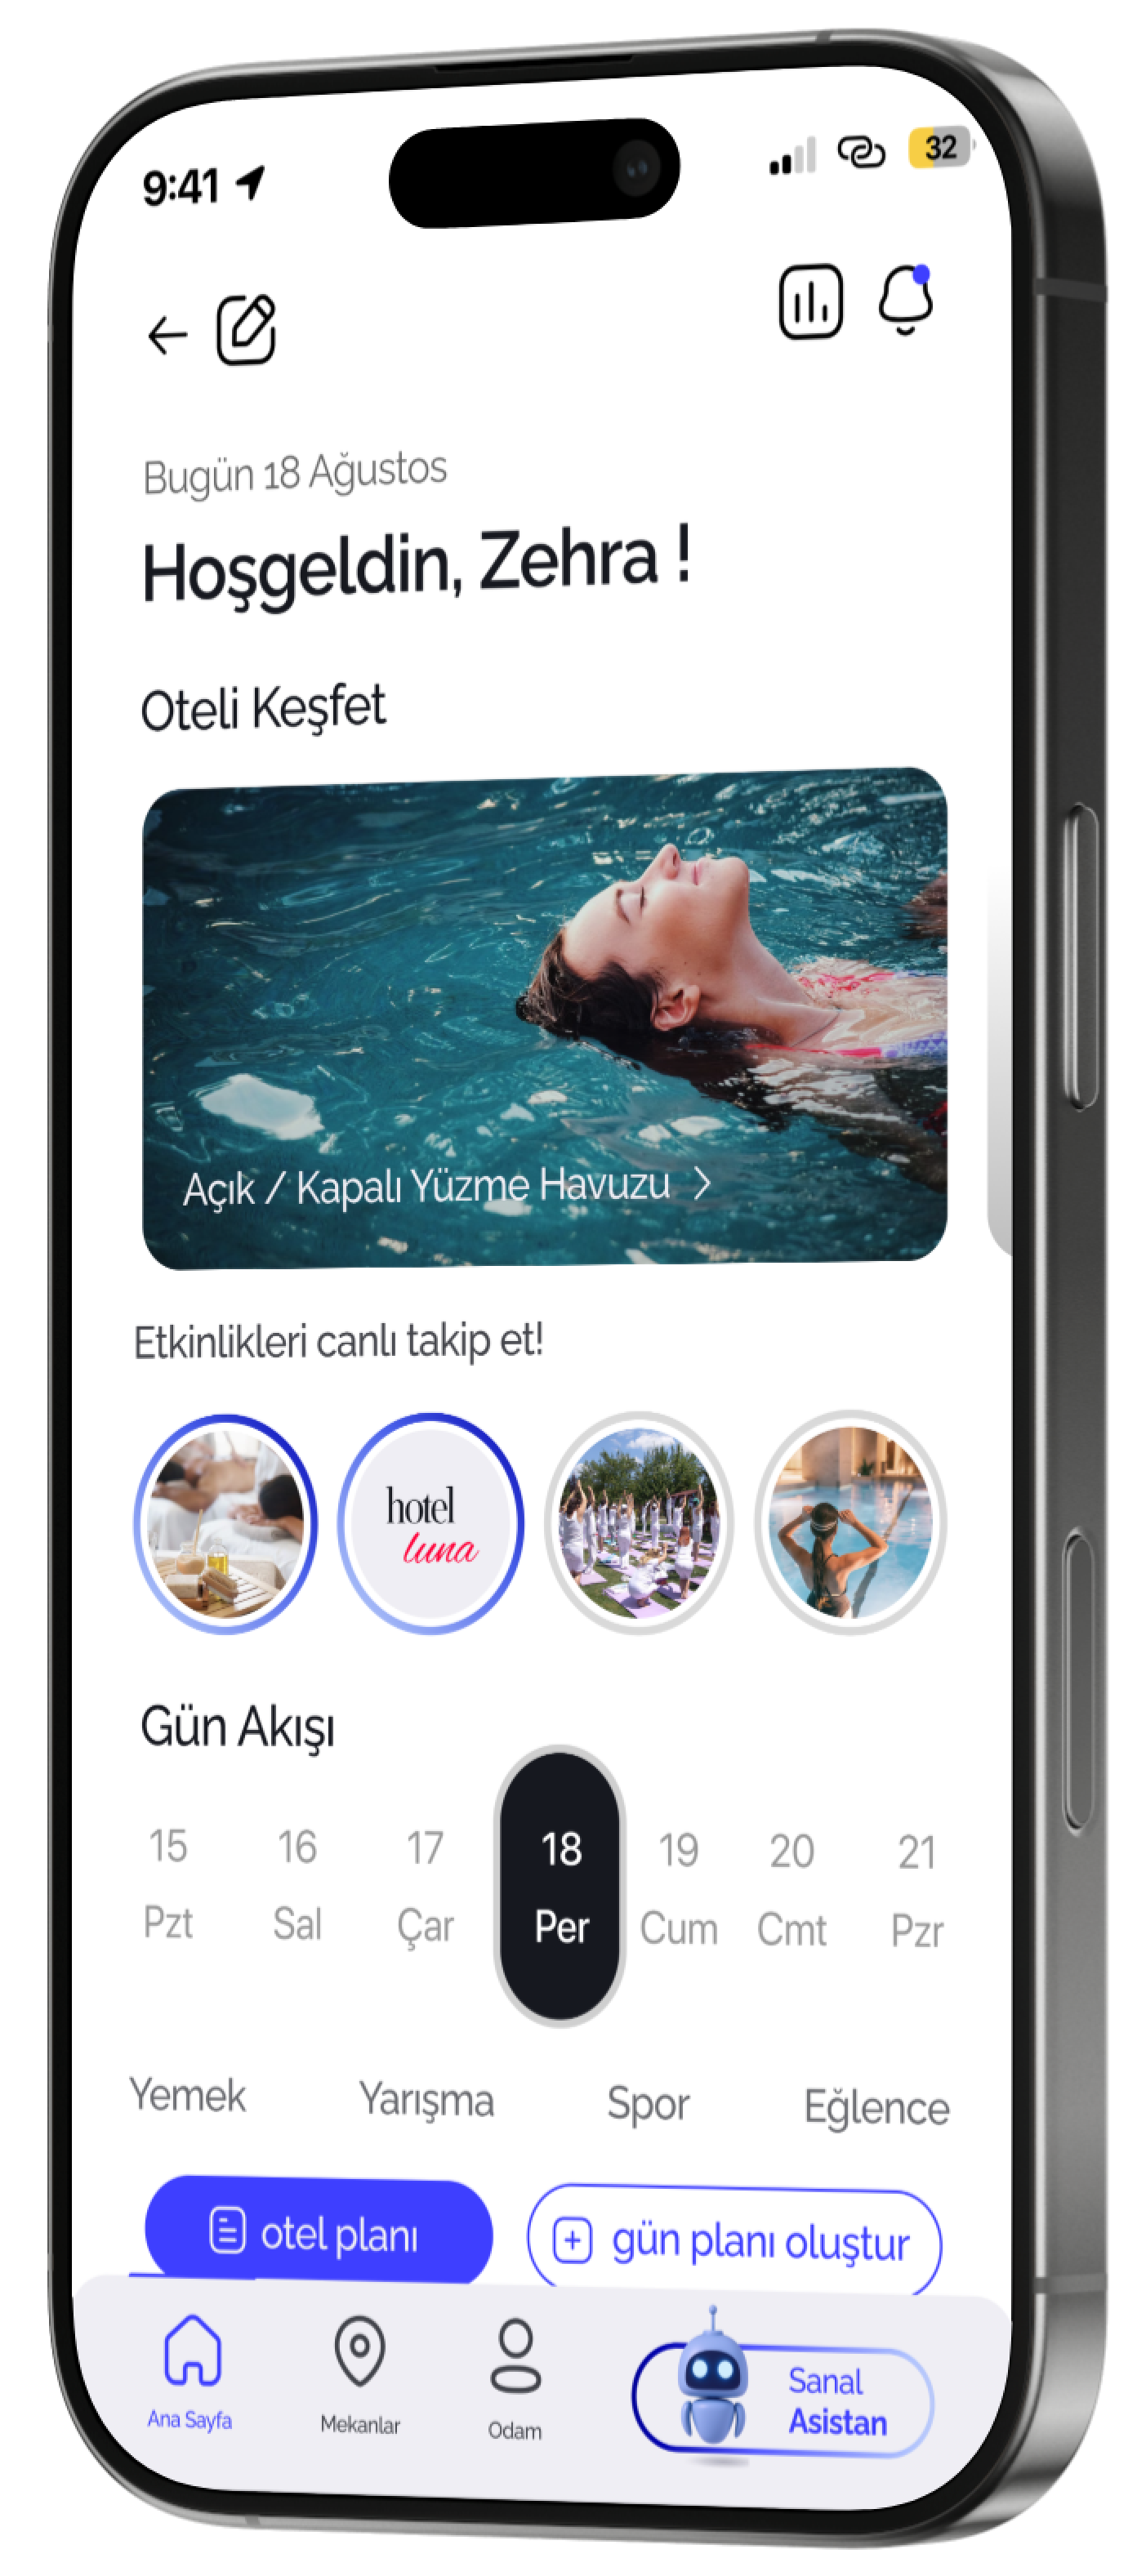 9:41
32
Bugün 18 Ağustos
Hoşgeldin, Zehra !
Oteli Keşfet
Açık / Kapalı Yüzme Havuzu
Etkinlikleri canlı takip et!
hotel
luna
Gün Akışı
15 16 17 18 19 20 21
Pzt Sal Çar Per Cum Cmt Pzr
Yemek Yarışma Spor Eğlence
otel planı gün planı oluştur
Ana Sayfa Mekanlar Odam Sanal
Asistan